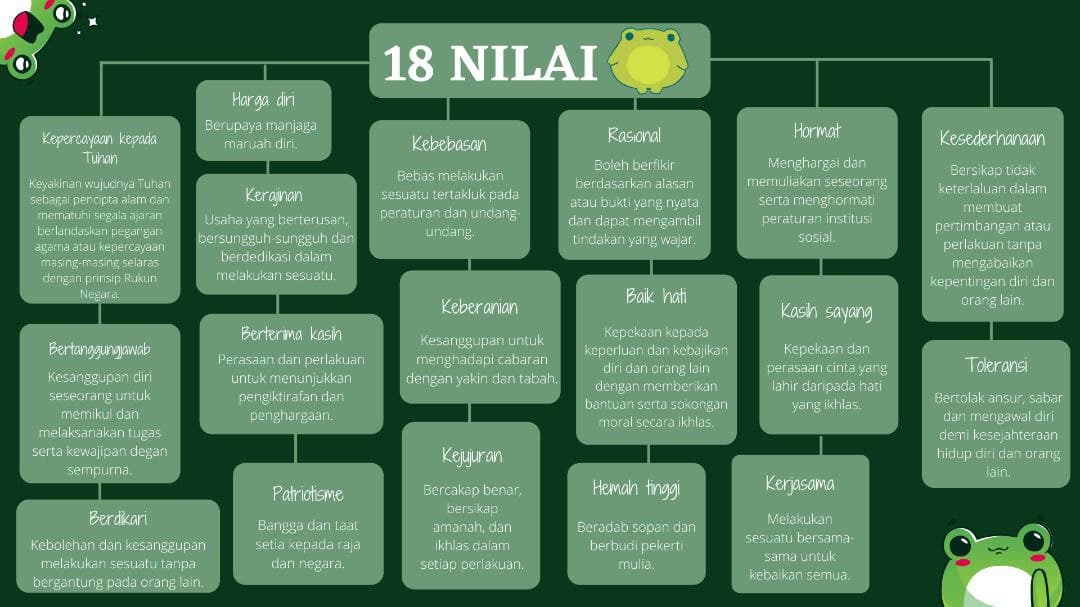 18 NILAI
Kepercayaan kepada
Tuhan
Keyakinan wujudnya Tuhan
sebagai pencipta alam dan
mematuhi segala ajaran
berlandaskan pegangan
agama atau kepercayaan
masing-masing selaras
dengan prinsip Rukun
Negara.
Bertanggungjawab
Kesanggupan diri
seseorang untuk
memikul dan
melaksanakan tugas
serta kewajipan degan
sempurna.
Berdikari
Kebolehan dan kesanggupan
melakukan sesuatu tanpa
bergantung pada orang lain.
Harga diri
Berupaya manjaga
maruah diri.
Kerajinan
Usaha yang berterusan,
bersungguh-sungguh dan
berdedikasi dalam
melakukan sesuatu.
Berterima kasih
Perasaan dan perlakuan
untuk menunjukkan
pengiktirafan dan
penghargaan.
Patriotisme
Bangga dan taat
setia kepada raja
dan negara.
Kebebasan
Bebas melakukan
sesuatu tertakluk pada
peraturan dan undang-
undang.
Keberanian
Kesanggupan untuk
menghadapi cabaran
dengan yakin dan tabah.
Kejujuran
Bercakap benar,
bersikap
amanah, dan
ikhlas dalam
setiap perlakuan.
Rasional
Boleh berfikir
berdasarkan alasan
atau bukti yang nyata
dan dapat mengambil
tindakan yang wajar.
Baik hati
Kepekaan kepada
keperluan dan kebajikan
diri dan orang lain
dengan memberikan
bantuan serta sokongan
moral secara ikhlas.
Hemah tinggi
Beradab sopan dan
berbudi pekerti
mulia.
Hormat
Menghargai dan
memuliakan seseorang
serta menghormati
peraturan institusi
sosial.
Kasih sayang
Kepekaan dan
perasaan cinta yang
lahir daripada hati
yang ikhlas.
Kerjasama
Melakukan
sesuatu bersama-
sama untuk
kebaikan semua.
Kesederhanaan
Bersikap tidak
keterlaluan dalam
membuat
pertimbangan atau
perlakuan tanpa
mengabaikan
kepentingan diri dan
orang lain.
Toleransi
Bertolak ansur, sabar
dan mengawal diri
demi kesejahteraan
hidup diri dan orang
lain.